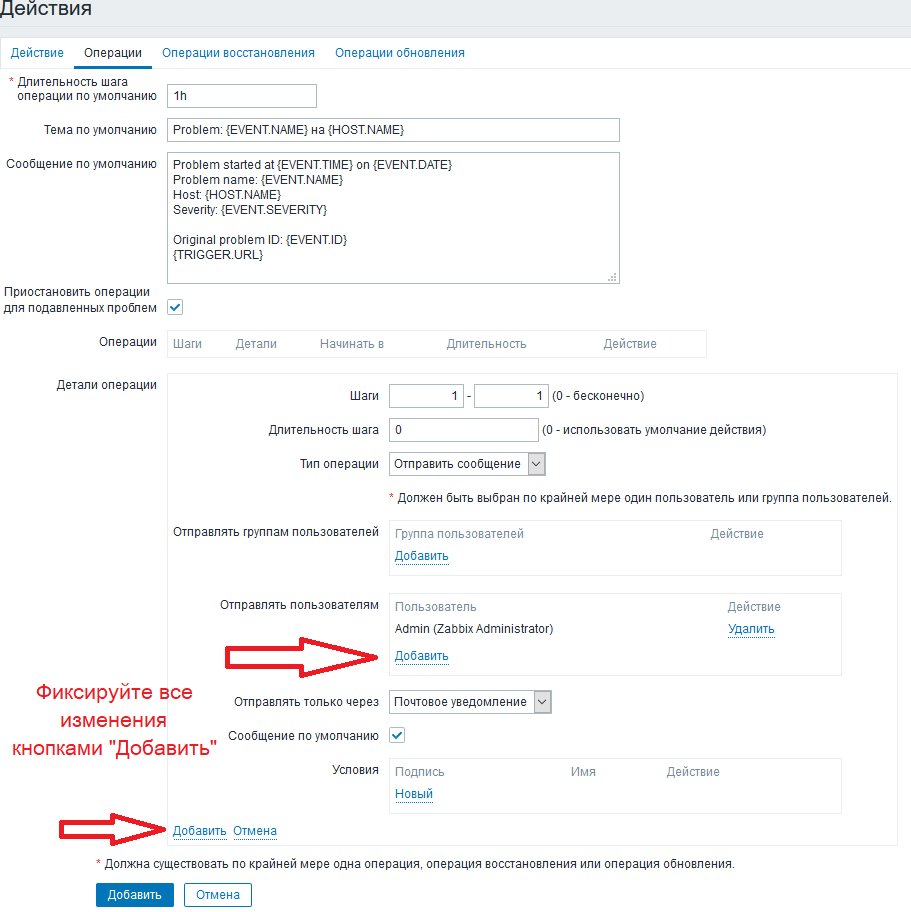 Действия
Действие Операции Операции восстановления Операции обновления
* Длительность шага
операции по умолчанию 1h
Тема по умолчанию Problem: {EVENT.NAME} на {HOST.NAME}
Сообщение по умолчанию Problem started at {EVENT.TIME} on {EVENT.DATE}
Problem name: {EVENT.NAME}
Host: {HOST.NAME}
Severity: {EVENT.SEVERITY}
Original problem ID: {EVENT.ID}
{TRIGGER.URL}
Приостановить операции
для подавленных проблем
Операции Шаги Детали Начинать в Длительность Действие
Детали операции
Шаги 1 - 1 (0 - бесконечно)
Длительность шага 0 (0 - использовать умолчание действия)
Тип операции Отправить сообщение
* Должен быть выбран по крайней мере один пользователь или группа пользователей.
Отправлять группам пользователей Группа пользователей Действие
Добавить
Отправлять пользователям Пользователь Действие
Admin (Zabbix Administrator) Удалить
Добавить
Фиксируйте все
изменения
кнопками "Добавить"
Отправлять только через Почтовое уведомление
Сообщение по умолчанию
Условия Подпись Имя Действие
Новый
Добавить Отмена
* Должна существовать по крайней мере одна операция, операция восстановления или операция обновления.
Добавить Отмена